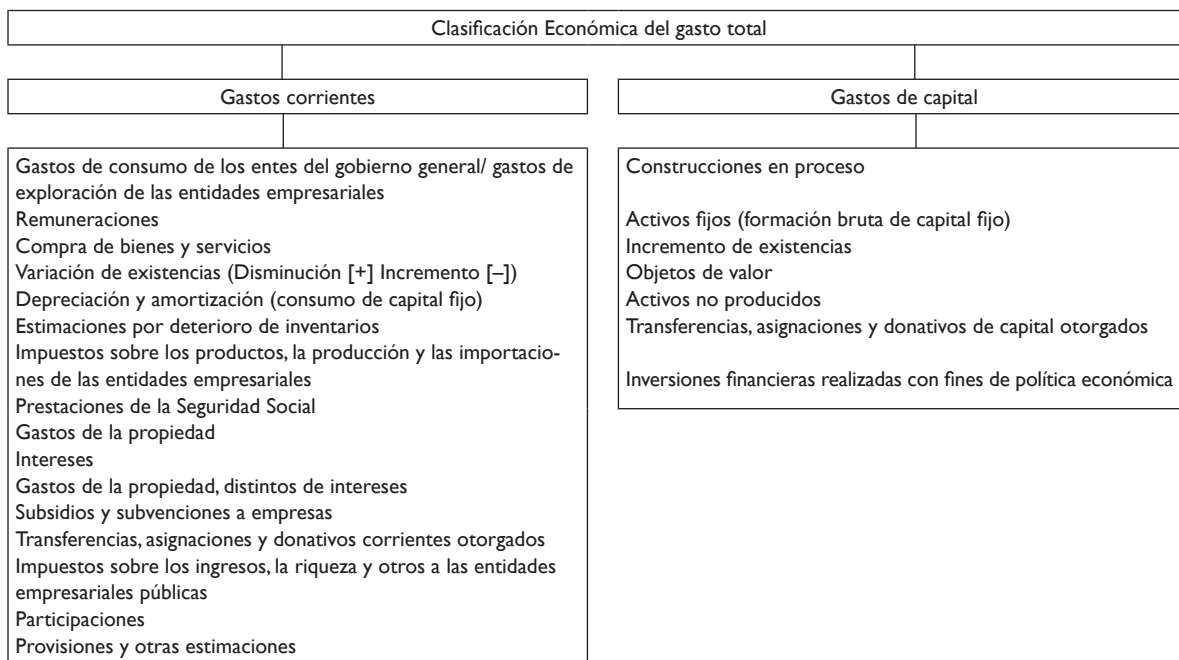 Clasificación Económica del gasto total
Gastos corrientes
Gastos de consumo de los entes del gobierno general/ gastos de
exploración de las entidades empresariales
Remuneraciones
Compra de bienes y servicios
Variación de existencias (Disminución [+] Incremento [–])
Depreciación y amortización (consumo de capital fijo)
Estimaciones por deterioro de inventarios
Impuestos sobre los productos, la producción y las importacio-
nes de las entidades empresariales
Prestaciones de la Seguridad Social
Gastos de la propiedad
Intereses
Gastos de la propiedad, distintos de intereses
Subsidios y subvenciones a empresas
Transferencias, asignaciones y donativos corrientes otorgados
Impuestos sobre los ingresos, la riqueza y otros a las entidades
empresariales públicas
Participaciones
Provisiones y otras estimaciones
Gastos de capital
Construcciones en proceso
Activos fijos (formación bruta de capital fijo)
Incremento de existencias
Objetos de valor
Activos no producidos
Transferencias, asignaciones y donativos de capital otorgados
Inversiones financieras realizadas con fines de política económica